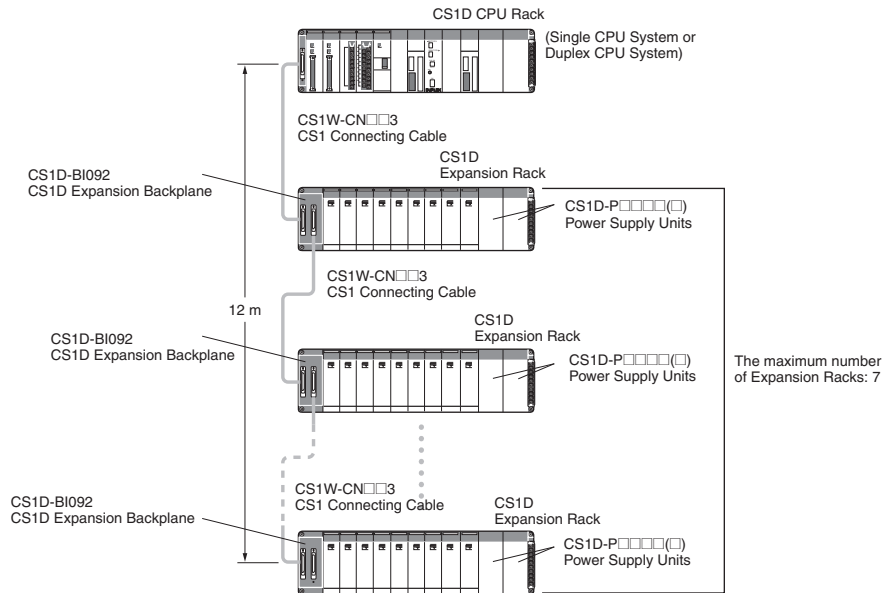 CS1D CPU Rack
(Single CPU System or
Duplex CPU System)
CS1W-CN□□3
CS1 Connecting Cable
CS1D-BI092
CS1D Expansion Backplane
CS1D
Expansion Rack
CS1D-P□□□□(□)
Power Supply Units
CS1W-CN□□3
CS1 Connecting Cable
12 m
CS1D-BI092
CS1D Expansion Backplane
CS1D
Expansion Rack
CS1D-P□□□□(□)
Power Supply Units
The maximum number
of Expansion Racks: 7
CS1D-BI092
CS1D Expansion Backplane
CS1W-CN□□3
CS1 Connecting Cable
CS1D
Expansion Rack
CS1D-P□□□□(□)
Power Supply Units